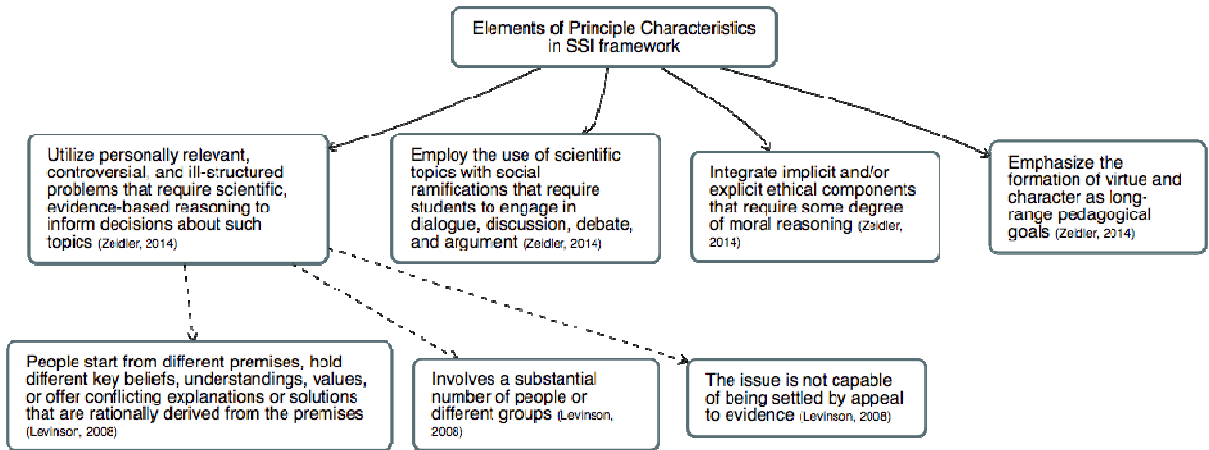 Elements of Principle Characteristics
in SSI framework
Utilize personally relevant,
controversial, and ill-structured
problems that require scientific,
evidence-based reasoning to
inform decisions about such
topics (Zeidler, 2014)
Employ the use of scientific
topics with social
ramifications that require
students to engage in
dialogue, discussion, debate,
and argument (Zeidler, 2014)
Integrate implicit and/or
explicit ethical components
that require some degree
of moral reasoning (Zeidler,
2014)
Emphasize the
formation of virtue and
character as long-
range pedagogical
goals (Zeidler, 2014)
People start from different premises, hold
different key beliefs, understandings, values,
or offer conflicting explanations or solutions
that are rationally derived from the premises
(Levinson, 2008)
Involves a substantial
number of people or
different groups (Levinson,
2008)
The issue is not capable
of being settled by appeal
to evidence (Levinson, 2008)